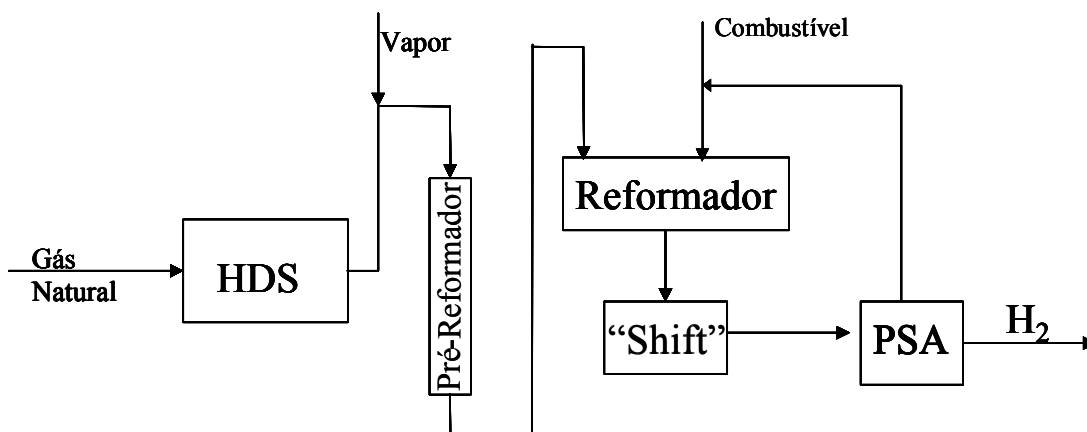 Vapor
Combustível
Gás
Natural
HDS
Pré-Reformador
Reformador
“Shift”
PSA
H₂